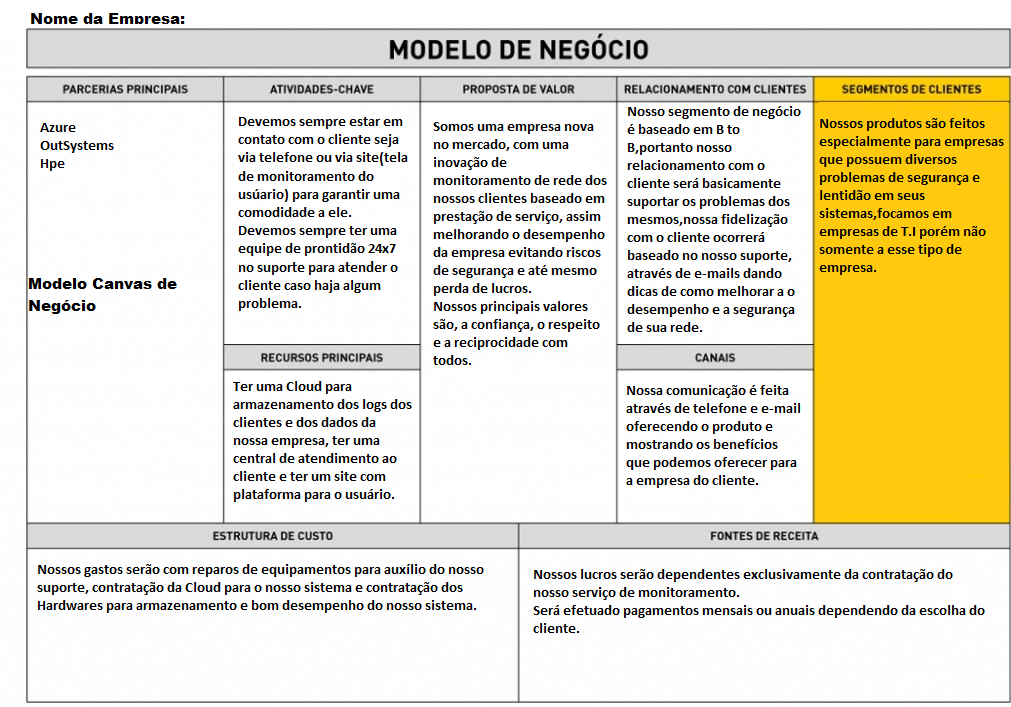 Nome da Empresa:
MODELO DE NEGÓCIO
PARCERIAS PRINCIPAIS
Azure
OutSystems
Hpe
Modelo Canvas de
Negócio
ATIVIDADES-CHAVE
Devemos sempre estar em
contato com o cliente seja
via telefone ou via site(tela
de monitoramento do
usúario) para garantir uma
comodidade a ele.
Devemos sempre ter uma
equipe de prontidão 24x7
no suporte para atender o
cliente caso haja algum
problema.
RECURSOS PRINCIPAIS
Ter uma Cloud para
armazenamento dos logs dos
clientes e dos dados da
nossa empresa, ter uma
central de atendimento ao
cliente e ter um site com
plataforma para o usuário.
PROPOSTA DE VALOR
Somos uma empresa nova
no mercado, com uma
inovação de
monitoramento de rede dos
nossos clientes baseado em
prestação de serviço, assim
melhorando o desempenho
da empresa evitando riscos
de segurança e até mesmo
perda de lucros.
Nossos principais valores
são, a confiança, o respeito
e a reciprocidade com
todos.
RELACIONAMENTO COM CLIENTES
Nosso segmento de negócio
é baseado em B to
B,portanto nosso
relacionamento com o
cliente será basicamente
suportar os problemas dos
mesmos,nossa fidelização
com o cliente ocorrerá
baseado no nosso suporte,
através de e-mails dando
dicas de como melhorar a o
desempenho e a segurança
de sua rede.
CANAIS
Nossa comunicação é feita
através de telefone e e-mail
oferecendo o produto e
mostrando os benefícios
que podemos oferecer para
a empresa do cliente.
SEGMENTOS DE CLIENTES
Nossos produtos são feitos
especialmente para empresas
que possuem diversos
problemas de segurança e
lentidão em seus
sistemas,focamos em
empresas de T.I porém não
somente a esse tipo de
empresa.
ESTRUTURA DE CUSTO
Nossos gastos serão com reparos de equipamentos para auxílio do nosso
suporte, contratação da Cloud para o nosso sistema e contratação dos
Hardwares para armazenamento e bom desempenho do nosso sistema.
FONTES DE RECEITA
Nossos lucros serão dependentes exclusivamente da contratação do
nosso serviço de monitoramento.
Será efetuado pagamentos mensais ou anuais dependendo da escolha do
cliente.